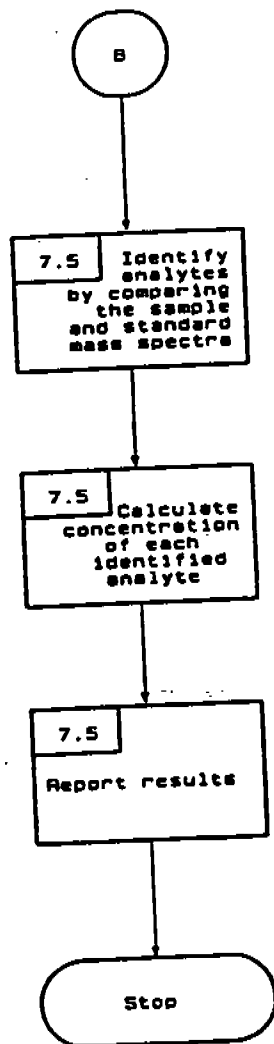 B
7.5 Identify
analytes
by comparing
the sample
and standard
mass spectra
7.5
Calculate
concentration
of each
identified
analyte
7.5
Report results
Stop